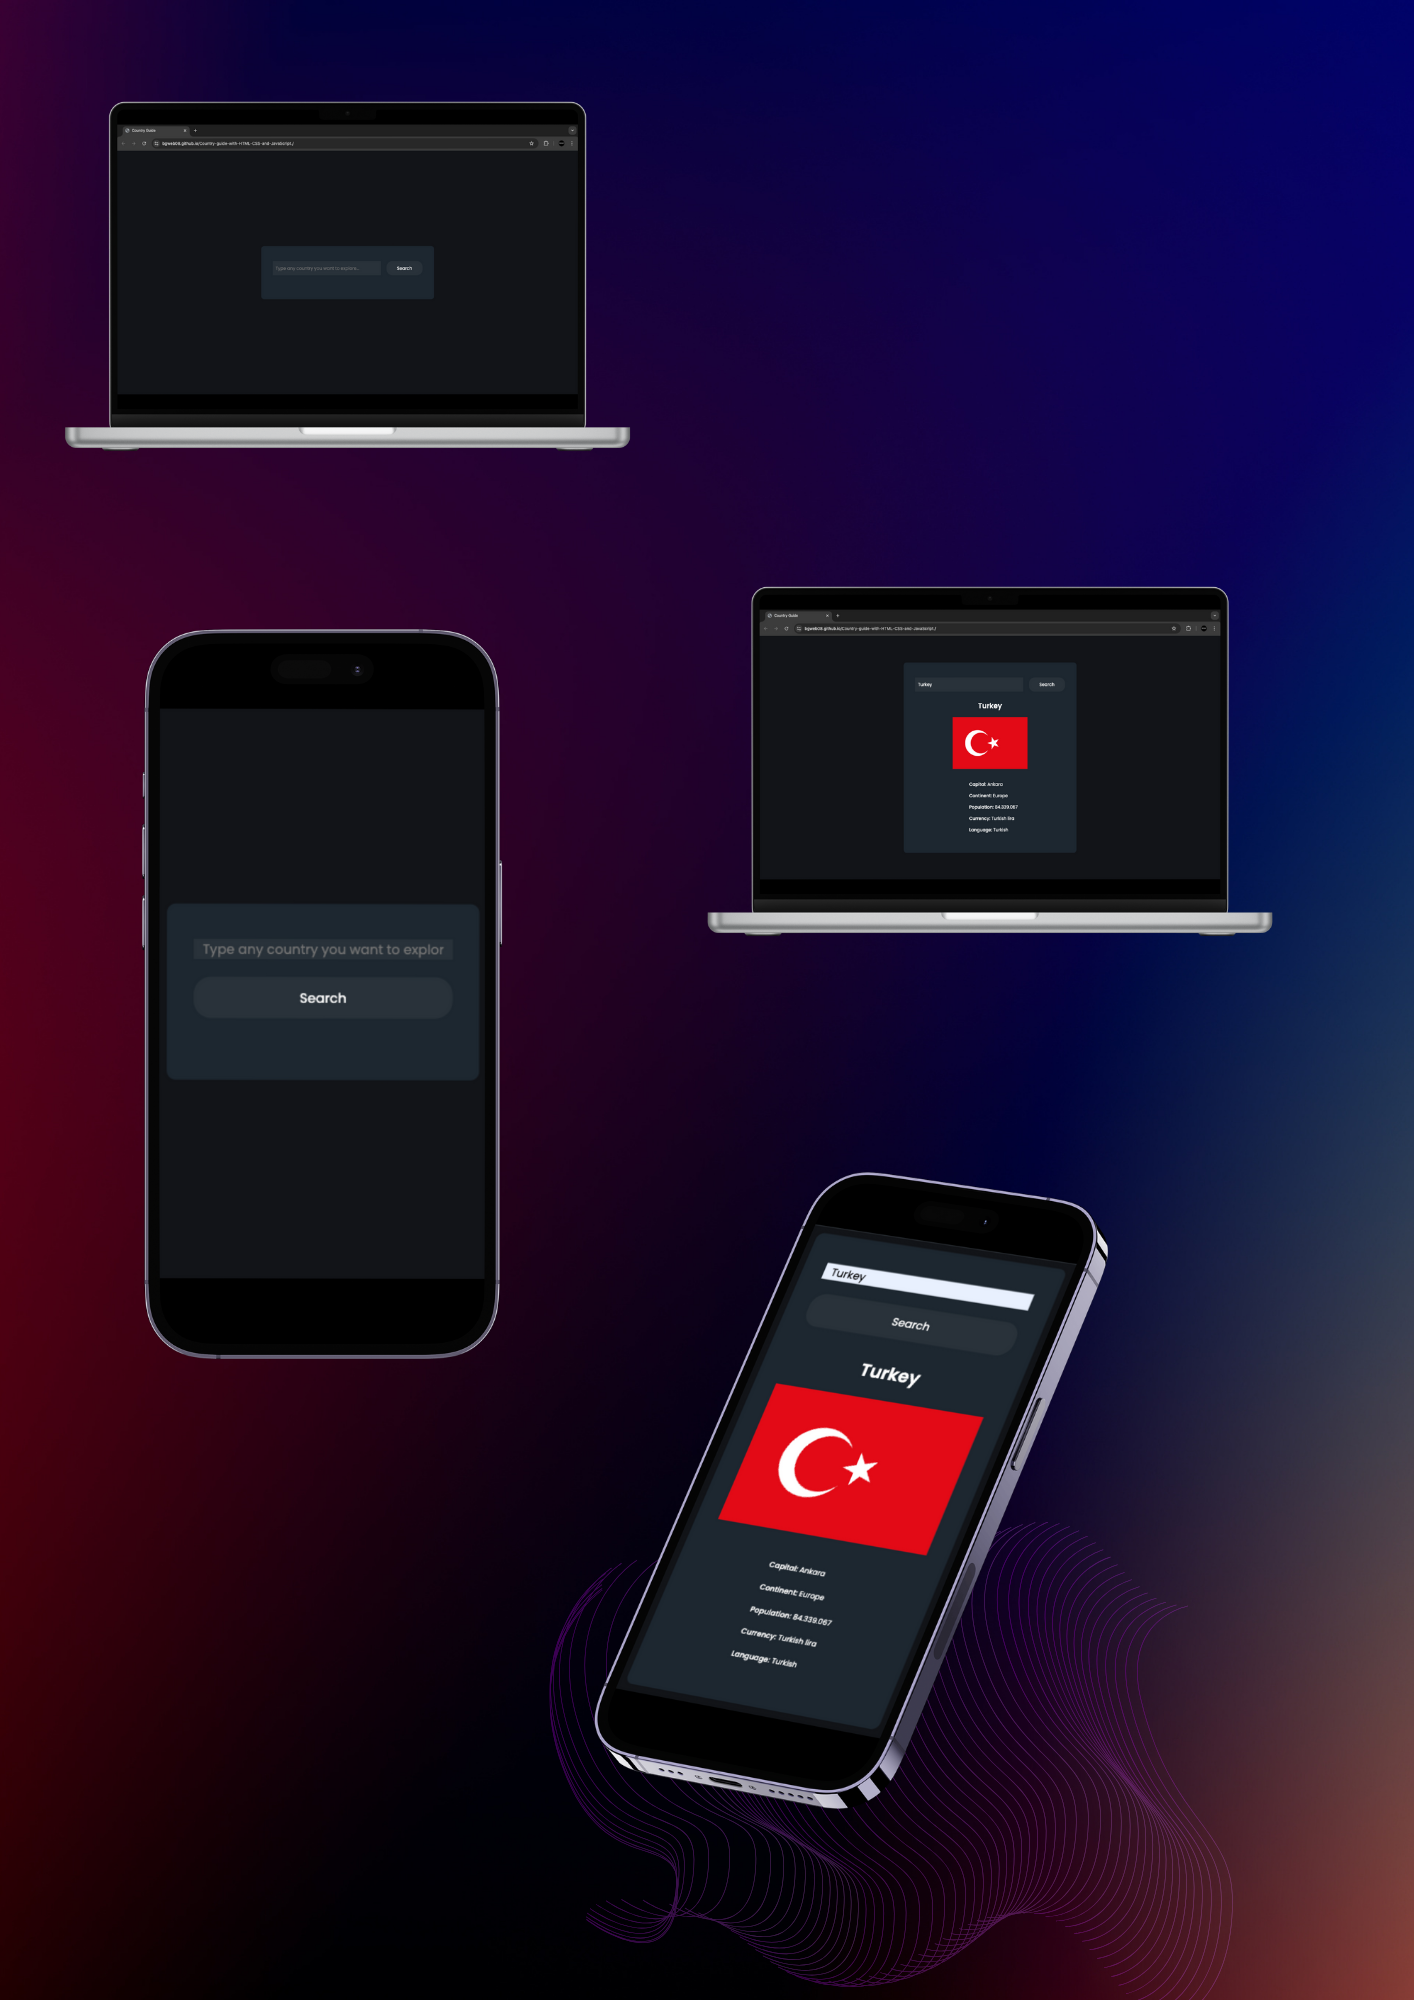 Country Guide
bgweb09.github.io/Country-guide-with-HTML-CSS-and-JavaScript./
Type any country you want to explore...
Search
Country Guide
bgweb09.github.io/Country-guide-with-HTML-CSS-and-JavaScript./
Turkey
Search
Turkey
Capital: Ankara
Continent: Europe
Population: 84.339.067
Currency: Turkish lira
Language: Turkish
Type any country you want to explor
Search
Turkey
Search
Turkey
Capital: Ankara
Continent: Europe
Population: 84.339.067
Currency: Turkish lira
Language: Turkish